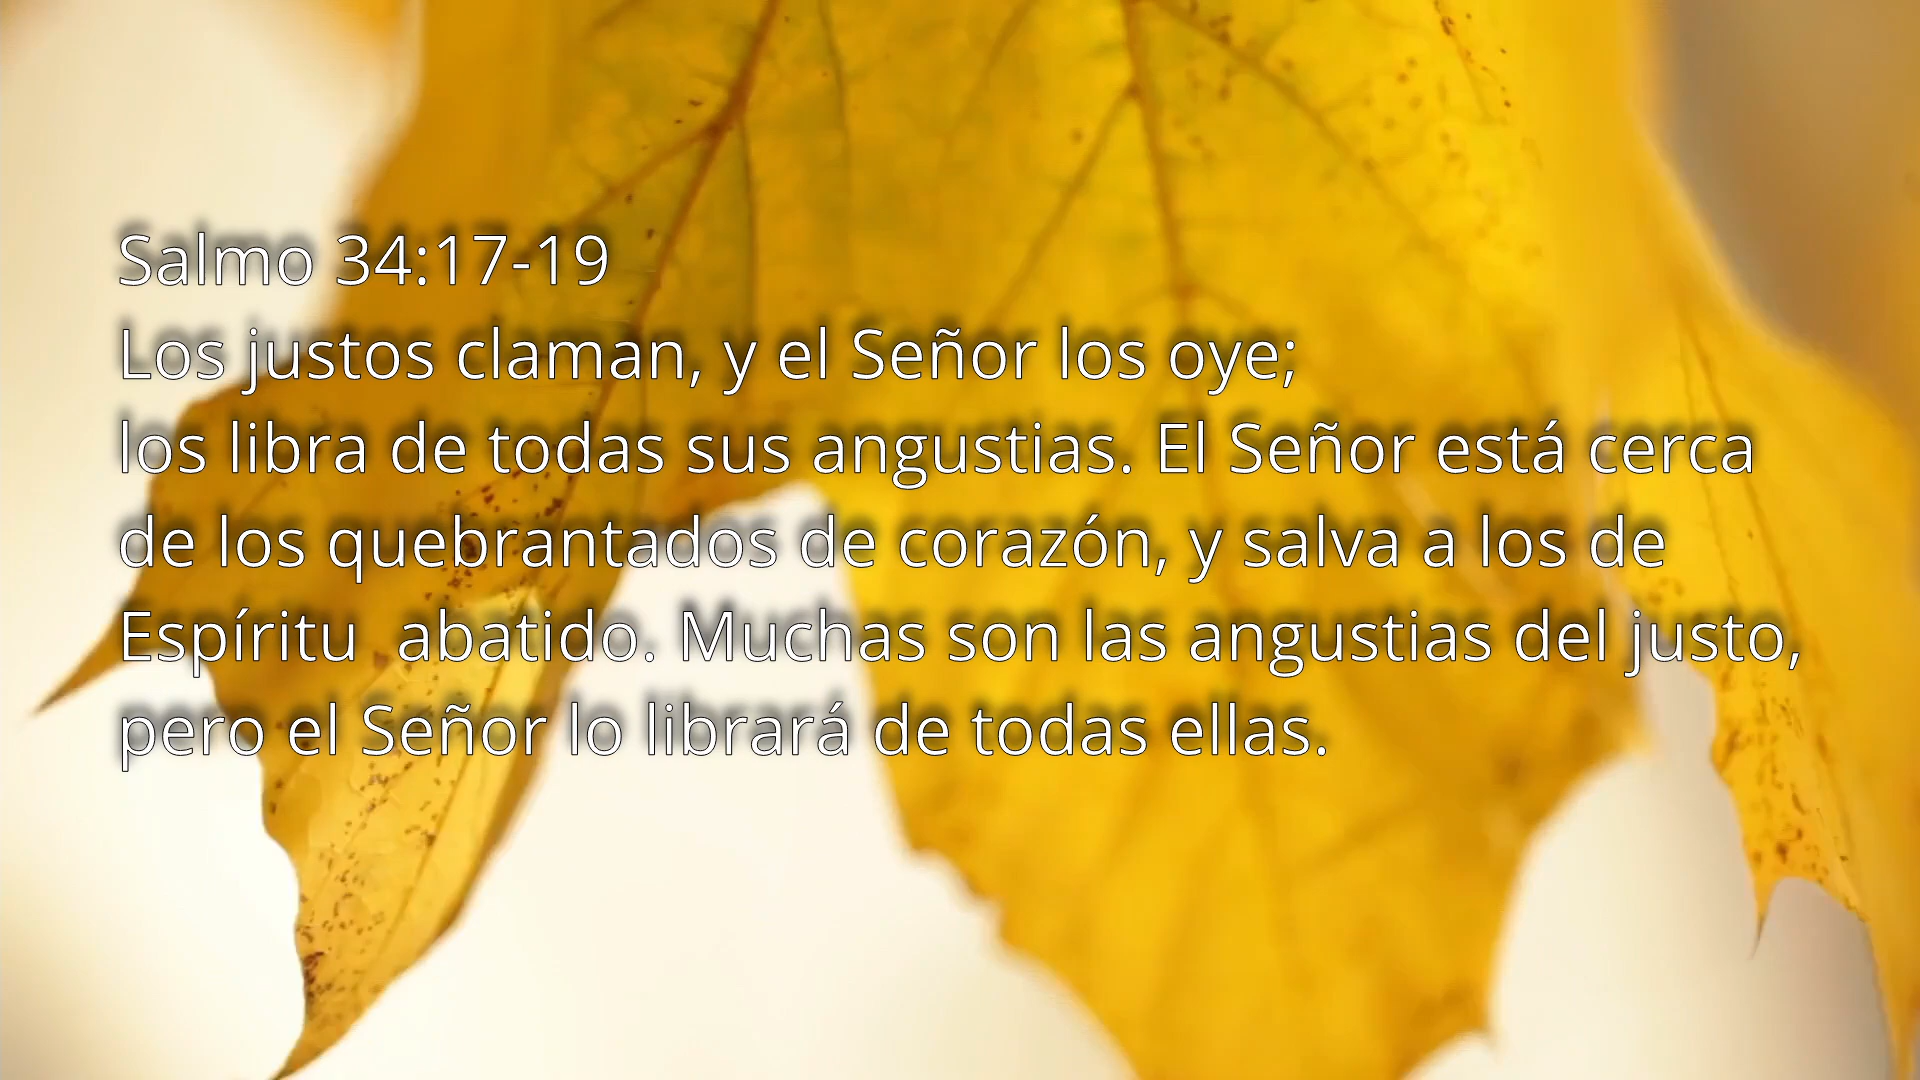 Salmo 34:17-19
Los justos claman, y el Señor los oye;
los libra de todas sus angustias. El Señor está cerca
de los quebrantados de corazón, y salva a los de
Espíritu  abatido. Muchas son las angustias del justo,
pero el Señor lo librará de todas ellas.